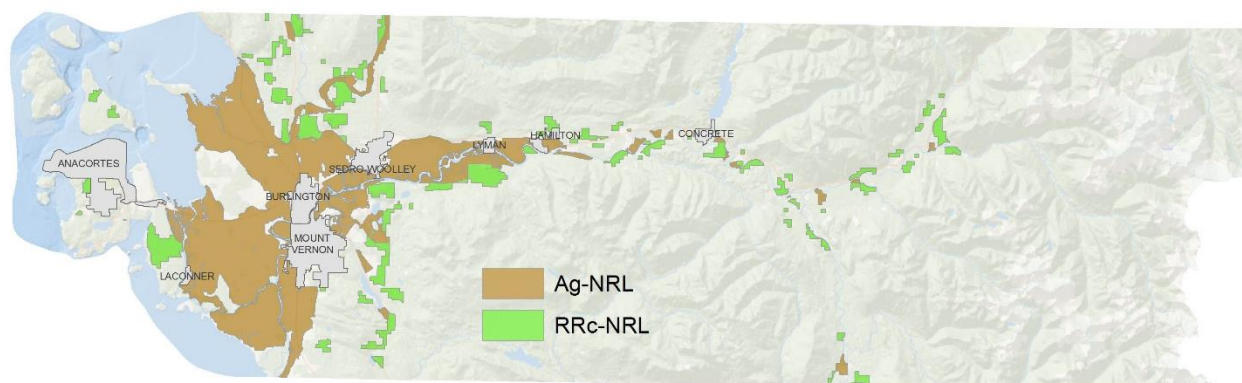 ANACORTES
SEDRO WOOLLEY
LYMAN
HAMILTON
CONCRETE
BURLINGTON
MOUNT
VERNON
LACONNER
Ag-NRL
RRc-NRL